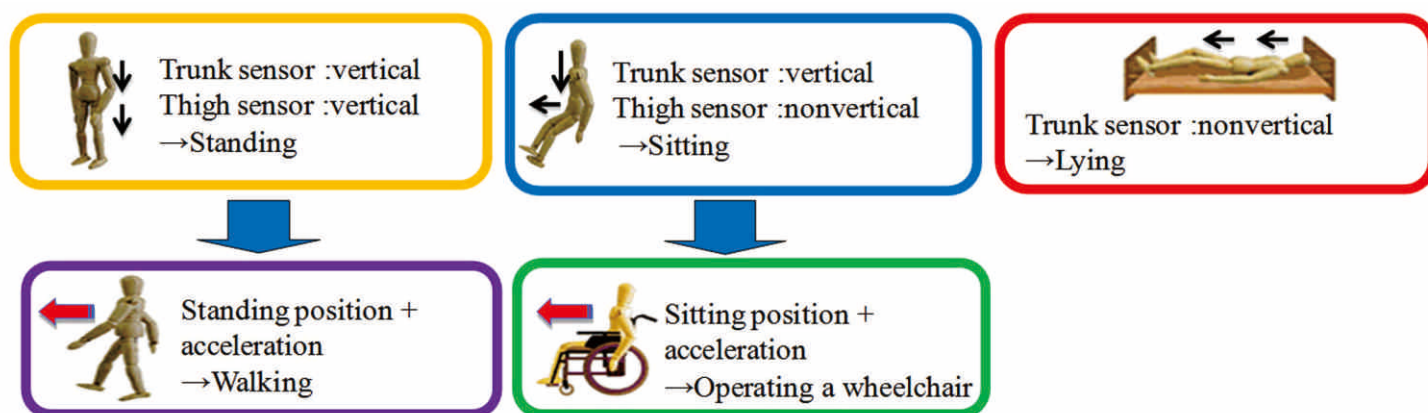 Trunk sensor :vertical
Thigh sensor :vertical
→Standing
Trunk sensor :vertical
Thigh sensor :nonvertical
→Sitting
Trunk sensor :nonvertical
→Lying
Standing position +
acceleration
→Walking
Sitting position +
acceleration
→Operating a wheelchair